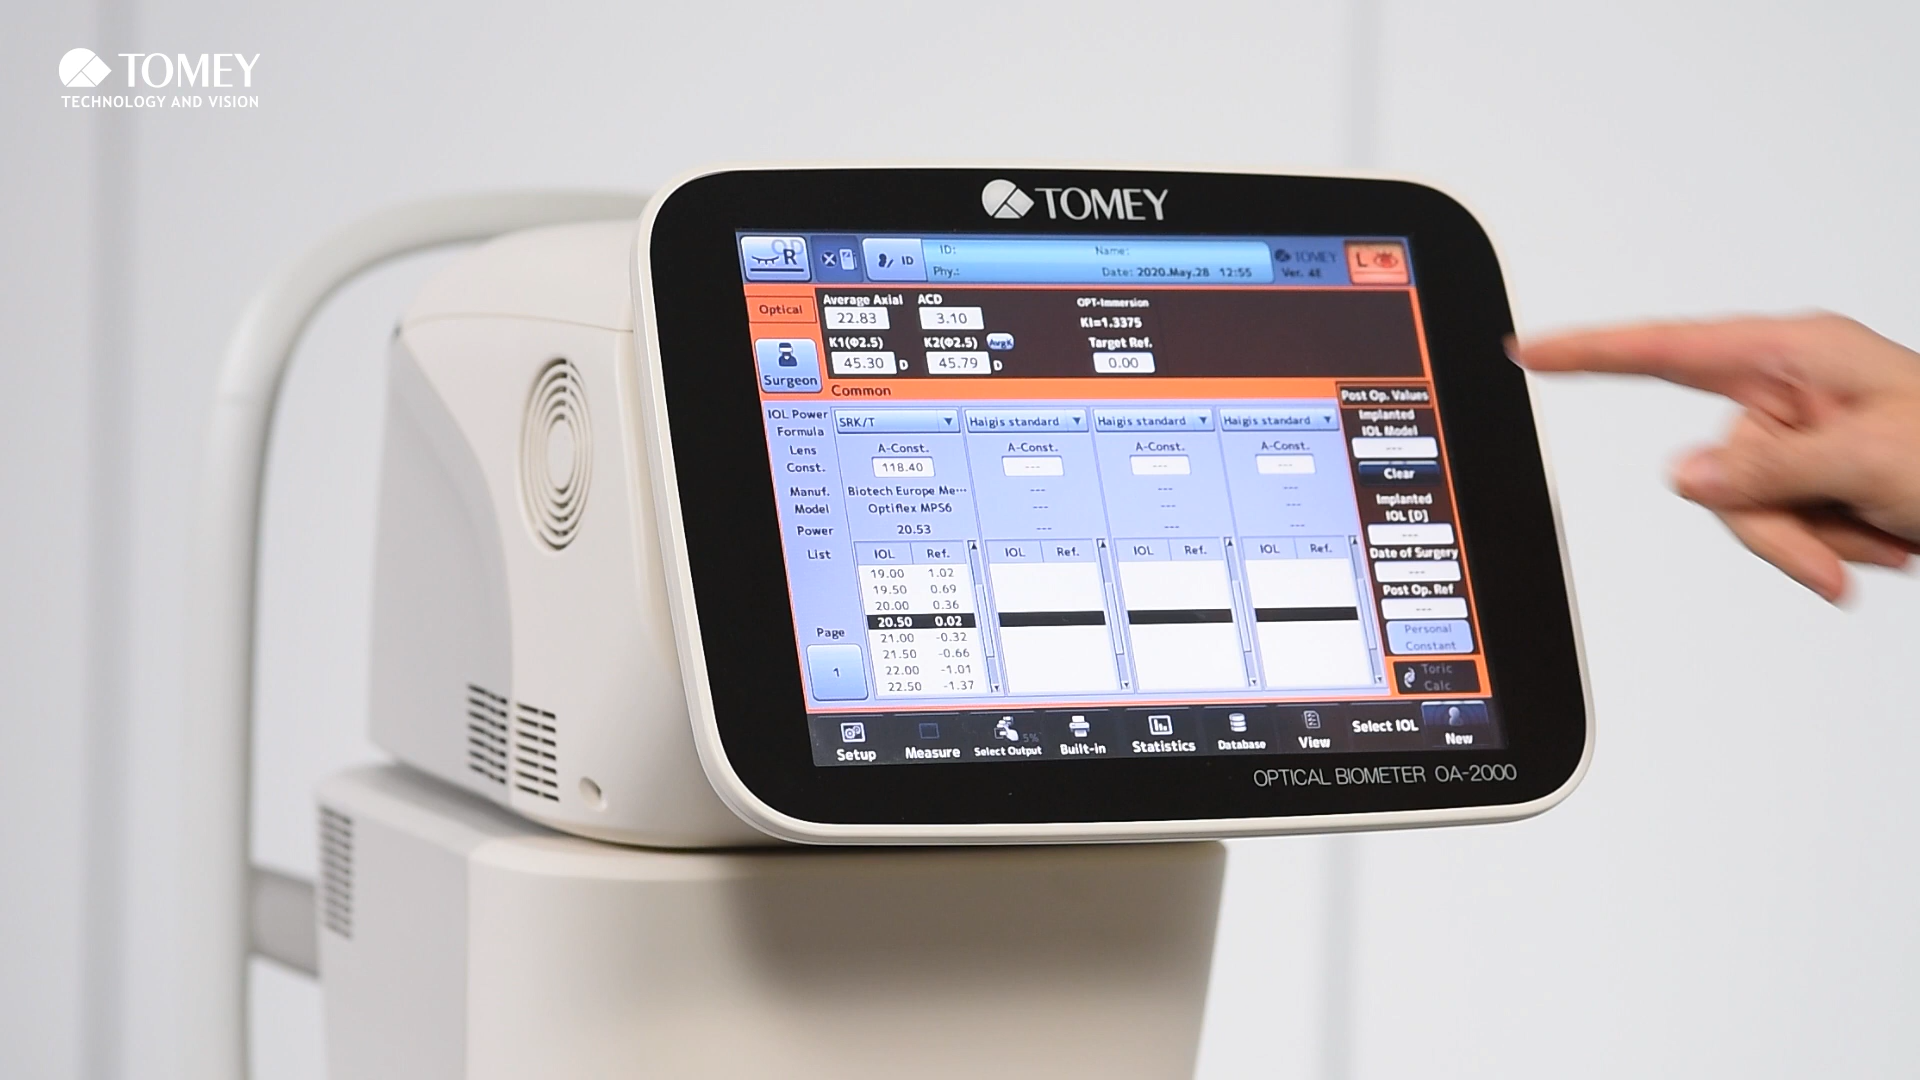 TOMEY
TECHNOLOGY AND VISION
TOMEY
OD
R
ID
ID: Name:
Phy.: Date: 2020.May.28 12:55
TOMEY
Ver. 4E
L
Optical
Average Axial ACD OPT-Immersion
22.83 3.10 KI=1.3375
K1(Φ2.5) K2(Φ2.5) AvgK Target Ref.
45.30 D 45.79 D 0.00
Surgeon
Common
IOL Power Formula SRK/T Haigis standard Haigis standard Haigis standard
Lens Const. A-Const. A-Const. A-Const. A-Const.
118.40 --- --- ---
Manuf. Biotech Europe Me··· --- --- ---
Model Optiflex MPS6 --- --- ---
Power 20.53 --- --- ---
List IOL Ref. IOL Ref. IOL Ref. IOL Ref.
19.00 1.02
19.50 0.69
20.00 0.36
20.50 0.02
21.00 -0.32
21.50 -0.66
22.00 -1.01
22.50 -1.37
Page
1
Post Op. Values
Implanted
IOL Model
---
Clear
Implanted
IOL [D]
---
Date of Surgery
---
Post Op. Ref
---
Personal
Constant
Toric
Calc
Setup Measure Select Output 5% Built-in Statistics Database View Select IOL New
OPTICAL BIOMETER OA-2000